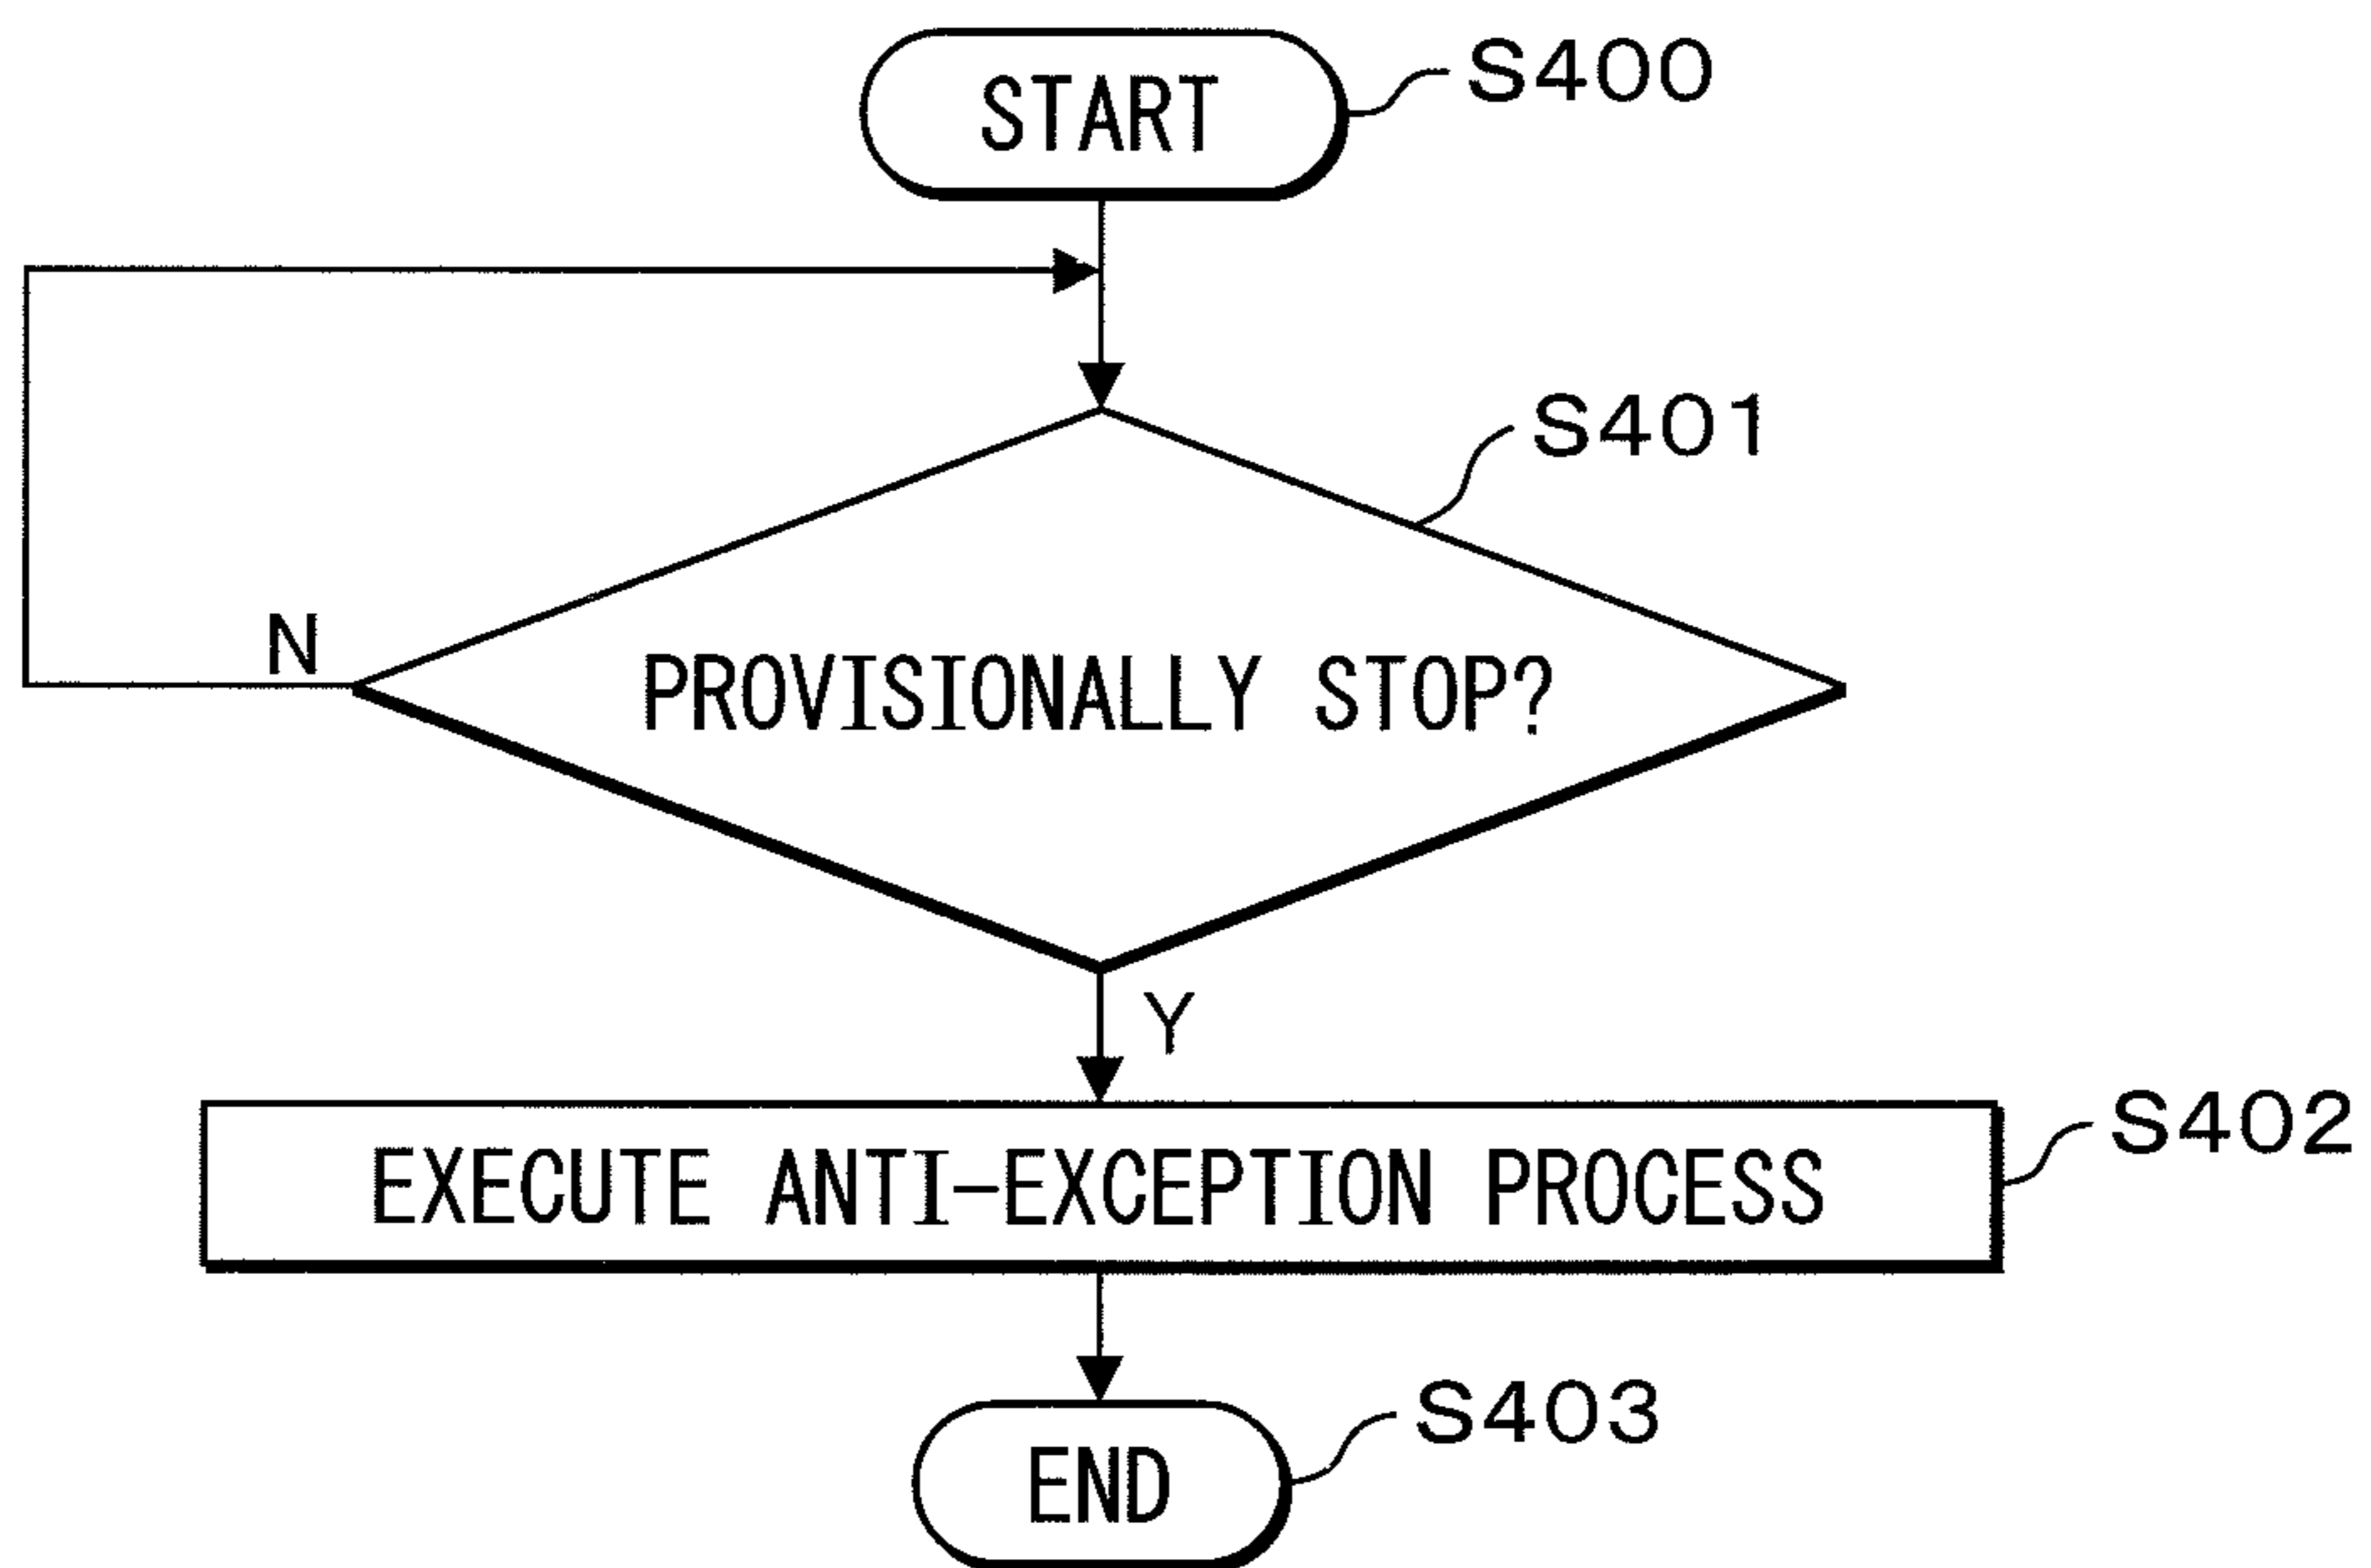 START
S400
S401
N
PROVISIONALLY STOP?
Y
EXECUTE ANTI-EXCEPTION PROCESS
S402
END
S403